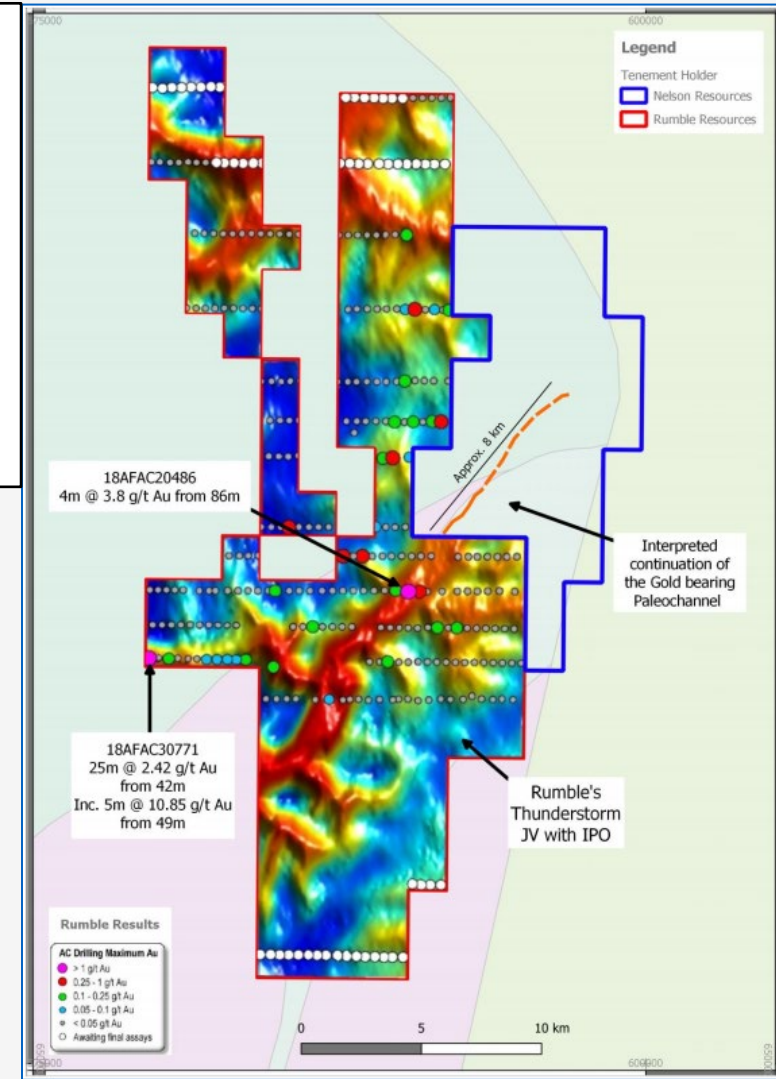 75000
600000
Legend
Tenement Holder
Nelson Resources
Rumble Resources
Approx. 8 km
18AFAC20486
4m @ 3.8 g/t Au from 86m
Interpreted
continuation of
the Gold bearing
Paleochannel
18AFAC30771
25m @ 2.42 g/t Au
from 42m
Inc. 5m @ 10.85 g/t Au
from 49m
Rumble's
Thunderstorm
JV with IPO
Rumble Results
AC Drilling Maximum Au
> 1 g/t Au
0.25 - 1 g/t Au
0.1 - 0.25 g/t Au
0.05 - 0.1 g/t Au
< 0.05 g/t Au
Awaiting final assays
0 5 10 km